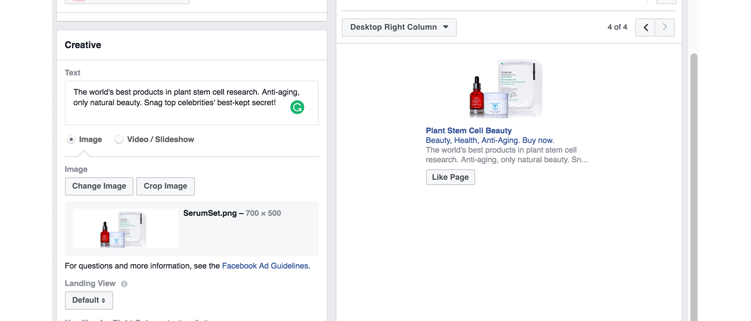 Creative
Text
The world's best products in plant stem cell research. Anti-aging,
only natural beauty. Snag top celebrities' best-kept secret!
Image
Video / Slideshow
Image
Change Image
Crop Image
SerumSet.png – 700 × 500
For questions and more information, see the Facebook Ad Guidelines.
Landing View
Default
Desktop Right Column
4 of 4
Plant Stem Cell Beauty
Beauty, Health, Anti-Aging. Buy now.
The world's best products in plant stem cell
research. Anti-aging, only natural beauty. Sn...
Like Page